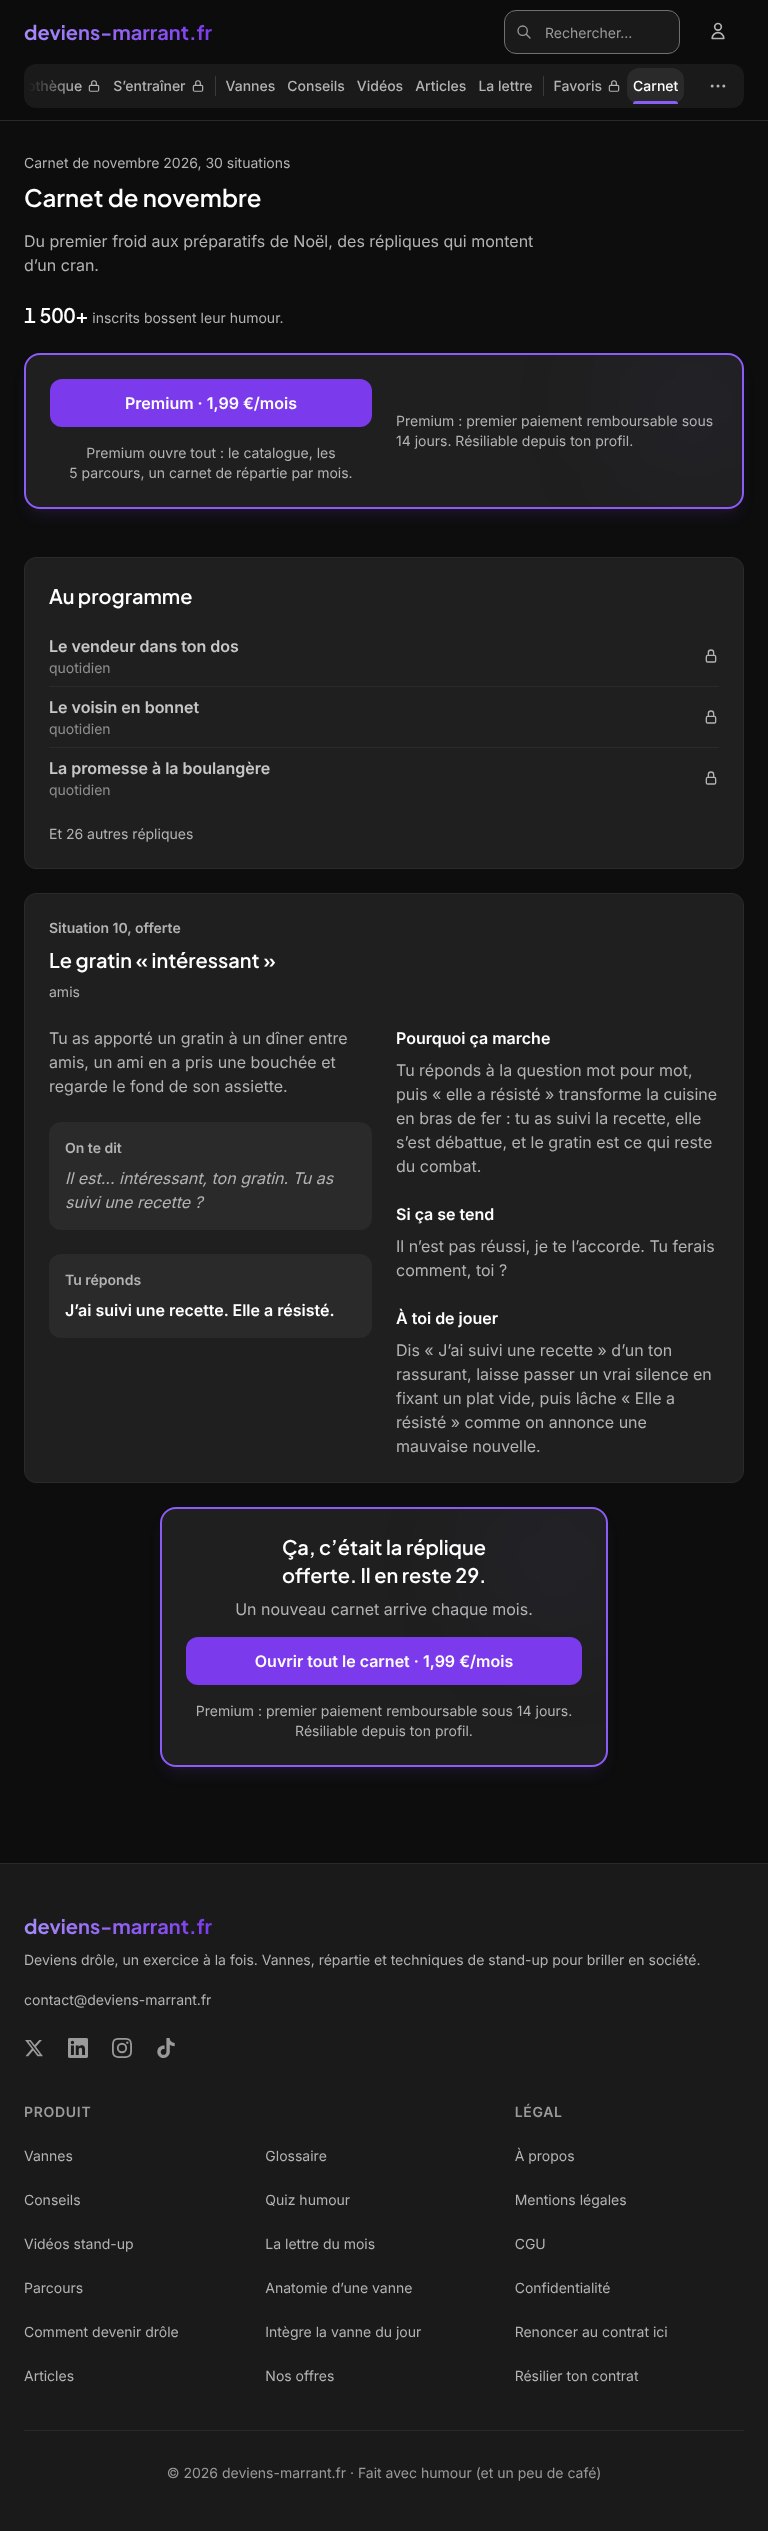 deviens-marrant.fr
Rechercher...
othèque
S'entraîner
Vannes
Conseils
Vidéos
Articles
La lettre
Favoris
Carnet
Carnet de novembre 2026, 30 situations
Carnet de novembre
Du premier froid aux préparatifs de Noël, des répliques qui montent
d'un cran.
1 500+ inscrits bossent leur humour.
Premium · 1,99 €/mois
Premium ouvre tout : le catalogue, les
5 parcours, un carnet de répartie par mois.
Premium : premier paiement remboursable sous
14 jours. Résiliable depuis ton profil.
Au programme
Le vendeur dans ton dos
quotidien
Le voisin en bonnet
quotidien
La promesse à la boulangère
quotidien
Et 26 autres répliques
Situation 10, offerte
Le gratin « intéressant »
amis
Tu as apporté un gratin à un dîner entre
amis, un ami en a pris une bouchée et
regarde le fond de son assiette.
On te dit
Il est... intéressant, ton gratin. Tu as
suivi une recette ?
Tu réponds
J'ai suivi une recette. Elle a résisté.
Pourquoi ça marche
Tu réponds à la question mot pour mot,
puis « elle a résisté » transforme la cuisine
en bras de fer : tu as suivi la recette, elle
s'est débattue, et le gratin est ce qui reste
du combat.
Si ça se tend
Il n'est pas réussi, je te l'accorde. Tu ferais
comment, toi ?
À toi de jouer
Dis « J'ai suivi une recette » d'un ton
rassurant, laisse passer un vrai silence en
fixant un plat vide, puis lâche « Elle a
résisté » comme on annonce une
mauvaise nouvelle.
Ça, c'était la réplique
offerte. Il en reste 29.
Un nouveau carnet arrive chaque mois.
Ouvrir tout le carnet · 1,99 €/mois
Premium : premier paiement remboursable sous 14 jours.
Résiliable depuis ton profil.
deviens-marrant.fr
Deviens drôle, un exercice à la fois. Vannes, répartie et techniques de stand-up pour briller en société.
contact@deviens-marrant.fr
PRODUIT
Vannes
Conseils
Vidéos stand-up
Parcours
Comment devenir drôle
Articles
Glossaire
Quiz humour
La lettre du mois
Anatomie d'une vanne
Intègre la vanne du jour
Nos offres
LÉGAL
À propos
Mentions légales
CGU
Confidentialité
Renoncer au contrat ici
Résilier ton contrat
© 2026 deviens-marrant.fr · Fait avec humour (et un peu de café)